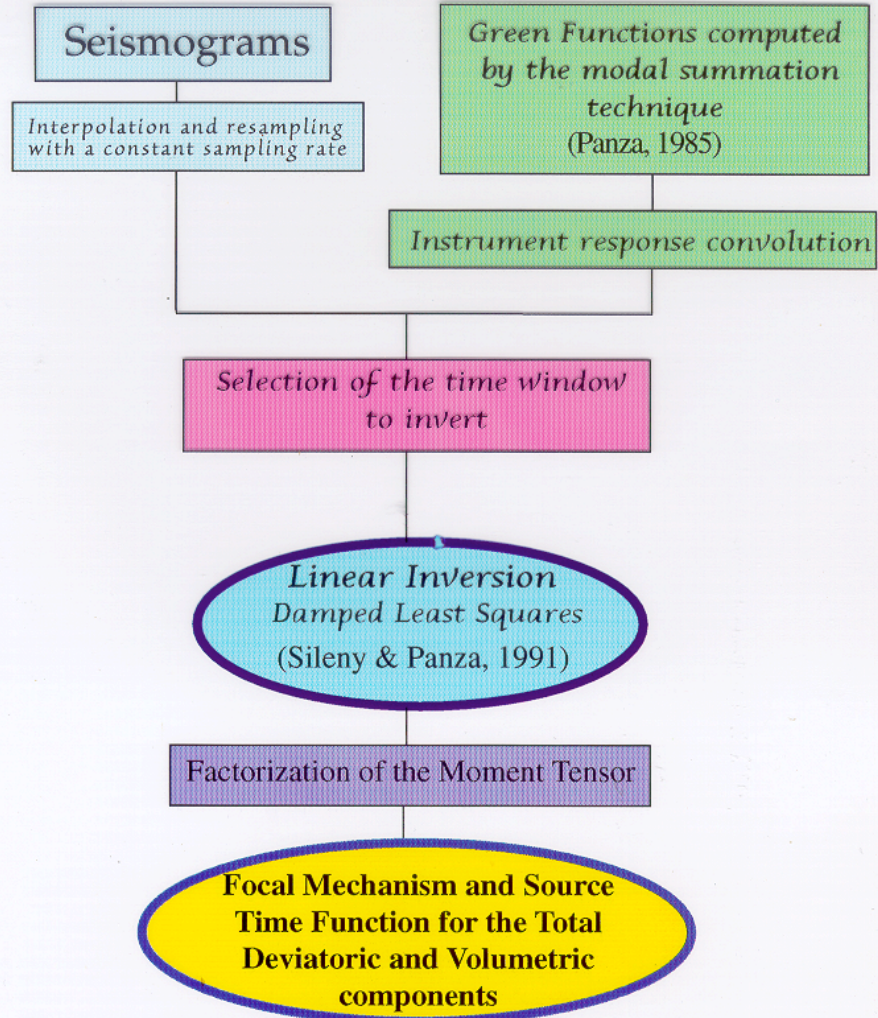 Seismograms
Interpolation and resampling
with a constant sampling rate
Green Functions computed
by the modal summation
technique
(Panza, 1985)
Instrument response convolution
Selection of the time window
to invert
Linear Inversion
Damped Least Squares
(Sileny & Panza, 1991)
Factorization of the Moment Tensor
Focal Mechanism and Source
Time Function for the Total
Deviatoric and Volumetric
components